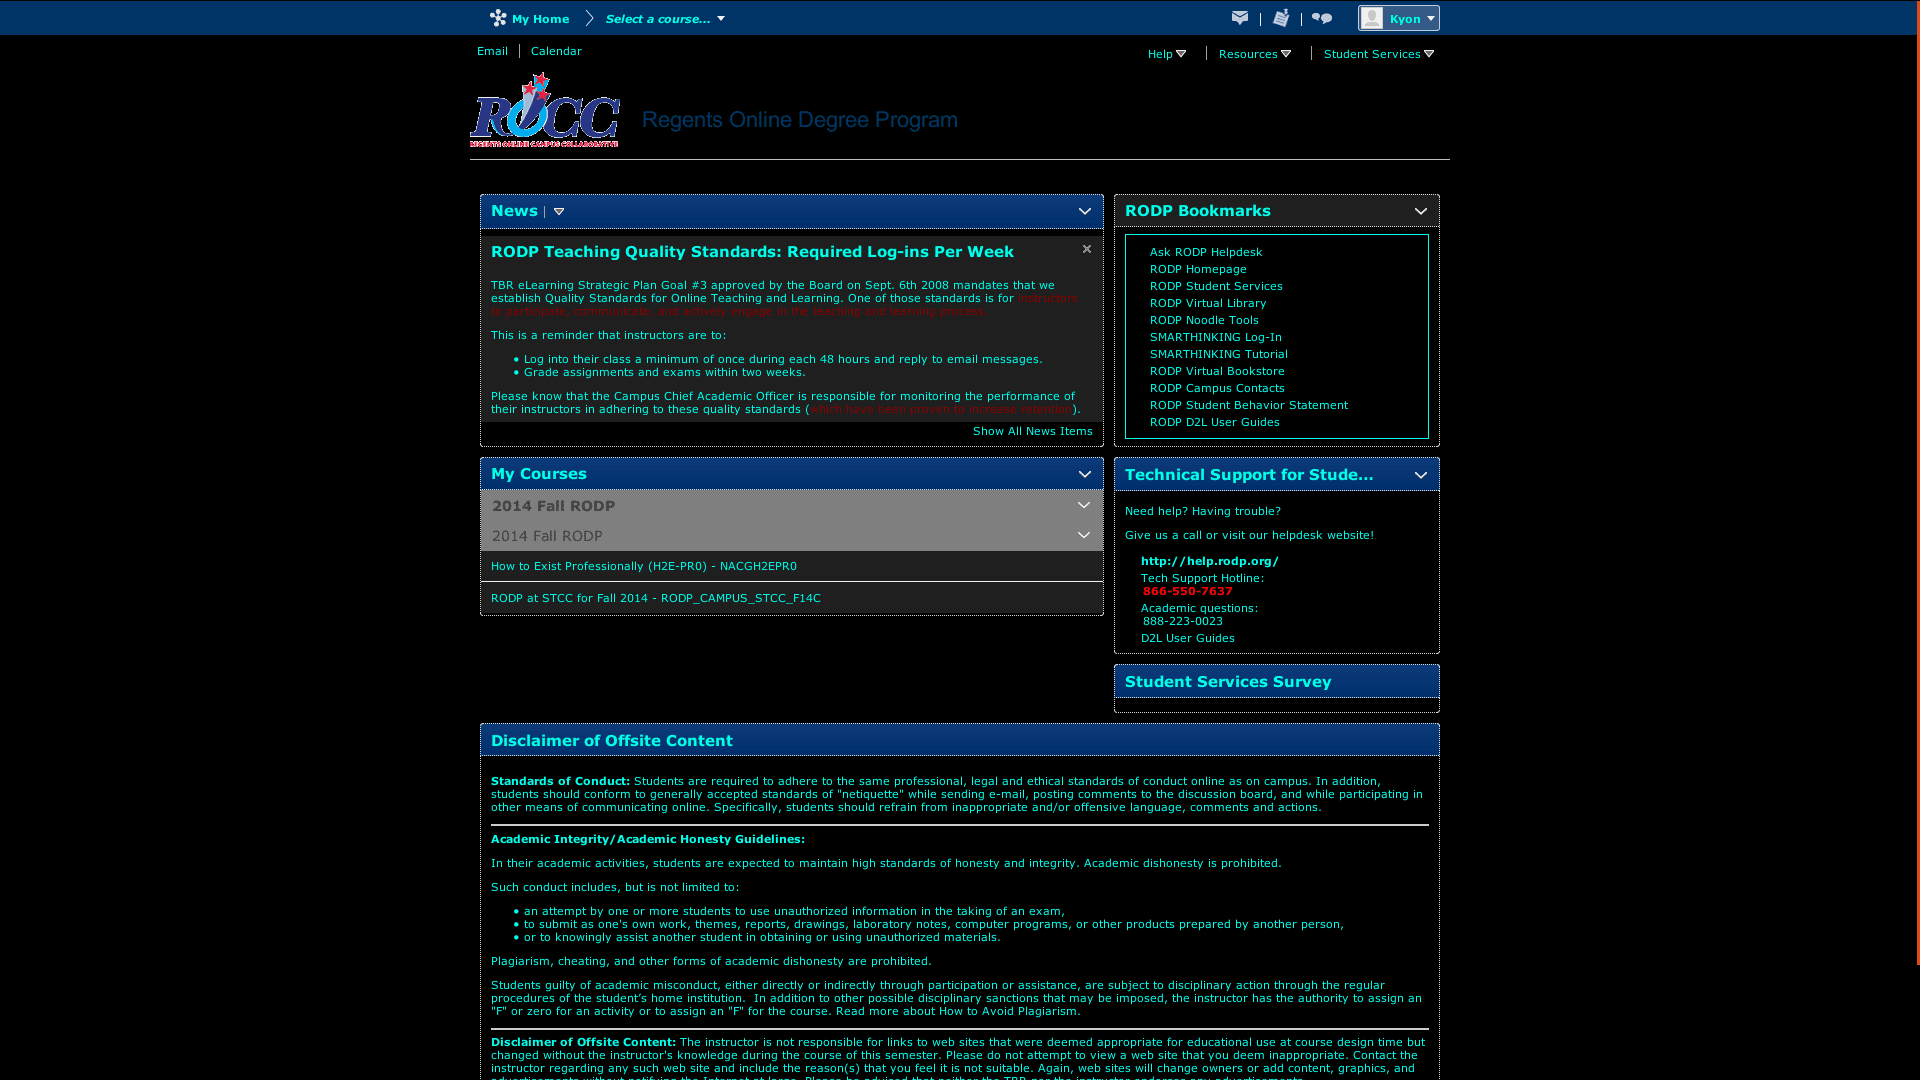 My Home
Select a course...
Kyon
Email
Calendar
Help
Resources
Student Services
ROCC
REGENTS ONLINE CAMPUS COLLABORATIVE
Regents Online Degree Program
News
RODP Teaching Quality Standards: Required Log-ins Per Week
TBR eLearning Strategic Plan Goal #3 approved by the Board on Sept. 6th 2008 mandates that we
establish Quality Standards for Online Teaching and Learning. One of those standards is for instructors
to participate, communicate, and actively engage in the teaching and learning process.
This is a reminder that instructors are to:
• Log into their class a minimum of once during each 48 hours and reply to email messages.
• Grade assignments and exams within two weeks.
Please know that the Campus Chief Academic Officer is responsible for monitoring the performance of
their instructors in adhering to these quality standards (which have been proven to increase retention).
Show All News Items
My Courses
2014 Fall RODP
2014 Fall RODP
How to Exist Professionally (H2E-PR0) - NACGH2EPR0
RODP at STCC for Fall 2014 - RODP_CAMPUS_STCC_F14C
RODP Bookmarks
Ask RODP Helpdesk
RODP Homepage
RODP Student Services
RODP Virtual Library
RODP Noodle Tools
SMARTHINKING Log-In
SMARTHINKING Tutorial
RODP Virtual Bookstore
RODP Campus Contacts
RODP Student Behavior Statement
RODP D2L User Guides
Technical Support for Stude...
Need help? Having trouble?
Give us a call or visit our helpdesk website!
http://help.rodp.org/
Tech Support Hotline:
866-550-7637
Academic questions:
888-223-0023
D2L User Guides
Student Services Survey
Disclaimer of Offsite Content
Standards of Conduct: Students are required to adhere to the same professional, legal and ethical standards of conduct online as on campus. In addition,
students should conform to generally accepted standards of "netiquette" while sending e-mail, posting comments to the discussion board, and while participating in
other means of communicating online. Specifically, students should refrain from inappropriate and/or offensive language, comments and actions.
Academic Integrity/Academic Honesty Guidelines:
In their academic activities, students are expected to maintain high standards of honesty and integrity. Academic dishonesty is prohibited.
Such conduct includes, but is not limited to:
• an attempt by one or more students to use unauthorized information in the taking of an exam,
• to submit as one's own work, themes, reports, drawings, laboratory notes, computer programs, or other products prepared by another person,
• or to knowingly assist another student in obtaining or using unauthorized materials.
Plagiarism, cheating, and other forms of academic dishonesty are prohibited.
Students guilty of academic misconduct, either directly or indirectly through participation or assistance, are subject to disciplinary action through the regular
procedures of the student’s home institution.  In addition to other possible disciplinary sanctions that may be imposed, the instructor has the authority to assign an
"F" or zero for an activity or to assign an "F" for the course. Read more about How to Avoid Plagiarism.
Disclaimer of Offsite Content: The instructor is not responsible for links to web sites that were deemed appropriate for educational use at course design time but
changed without the instructor's knowledge during the course of this semester. Please do not attempt to view a web site that you deem inappropriate. Contact the
instructor regarding any such web site and include the reason(s) that you feel it is not suitable. Again, web sites will change owners or add content, graphics, and
advertisements without notifying the Internet at large. Please be advised that neither the TBR nor the instructor endorses any advertisements